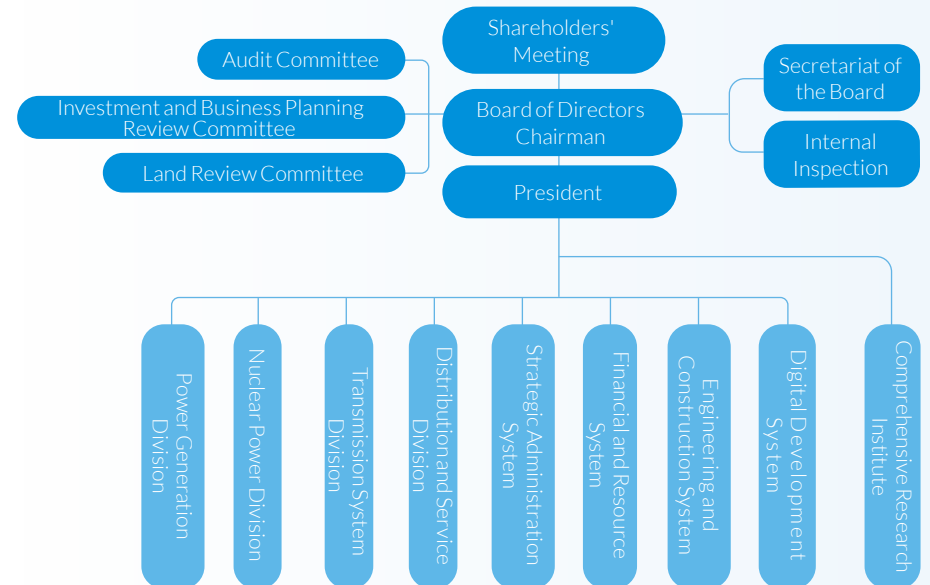 Shareholders'
Meeting
Audit Committee
Investment and Business Planning
Review Committee
Land Review Committee
Board of Directors
Chairman
Secretariat of
the Board
Internal
Inspection
President
Power Generation
Division
Nuclear Power Division
Transmission System
Division
Distribution and Service
Division
Strategic Administration
System
Financial and Resource
System
Engineering and
Construction System
Digital Development
System
Comprehensive Research
Institute